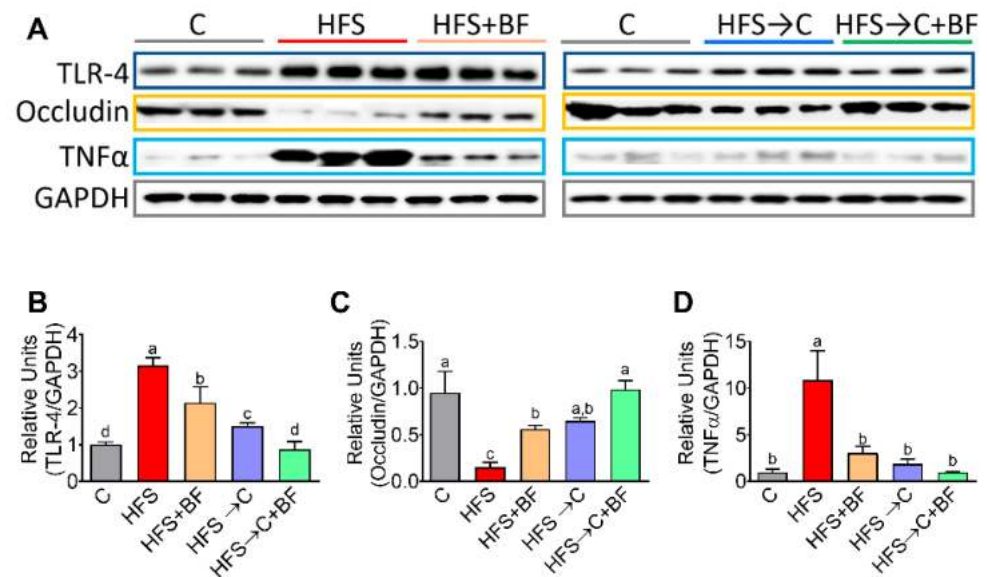 A
C HFS HFS+BF C HFS→C HFS→C+BF
TLR-4
Occludin
TNFα
GAPDH
B
Relative Units
(TLR-4/GAPDH)
4
3
2
1
0
d a b c d
C HFS HFS+BF HFS →C HFS→C+BF
C
Relative Units
(Occludin/GAPDH)
1.5
1.0
0.5
0.0
a c b a,b a
C HFS HFS+BF HFS →C HFS→C+BF
D
Relative Units
(TNFα/GAPDH)
15
10
5
0
b a b b b
C HFS HFS+BF HFS→C HFS→C+BF